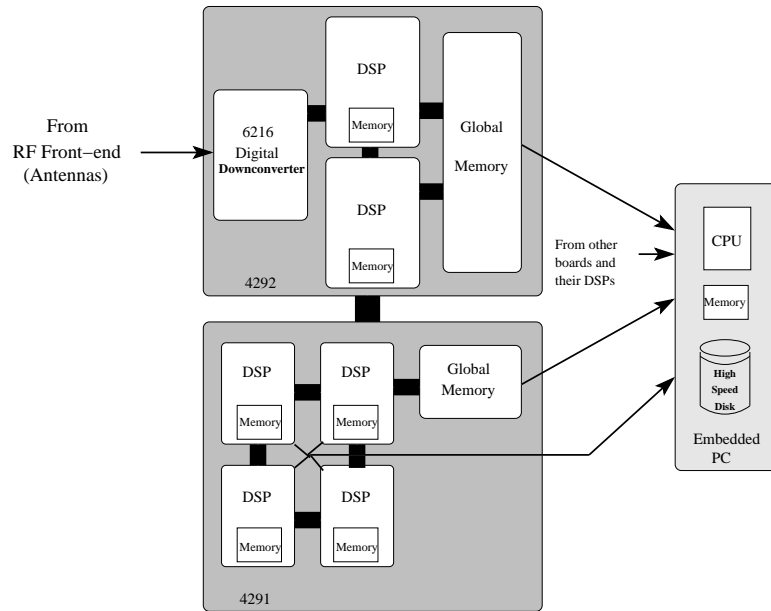 From
RF Front−end
(Antennas)
6216
Digital
Downconverter
DSP
Memory
DSP
Memory
Global
Memory
4292
From other
boards and
their DSPs
CPU
Memory
High
Speed
Disk
Embedded
PC
DSP
Memory
DSP
Memory
Global
Memory
DSP
Memory
DSP
Memory
4291